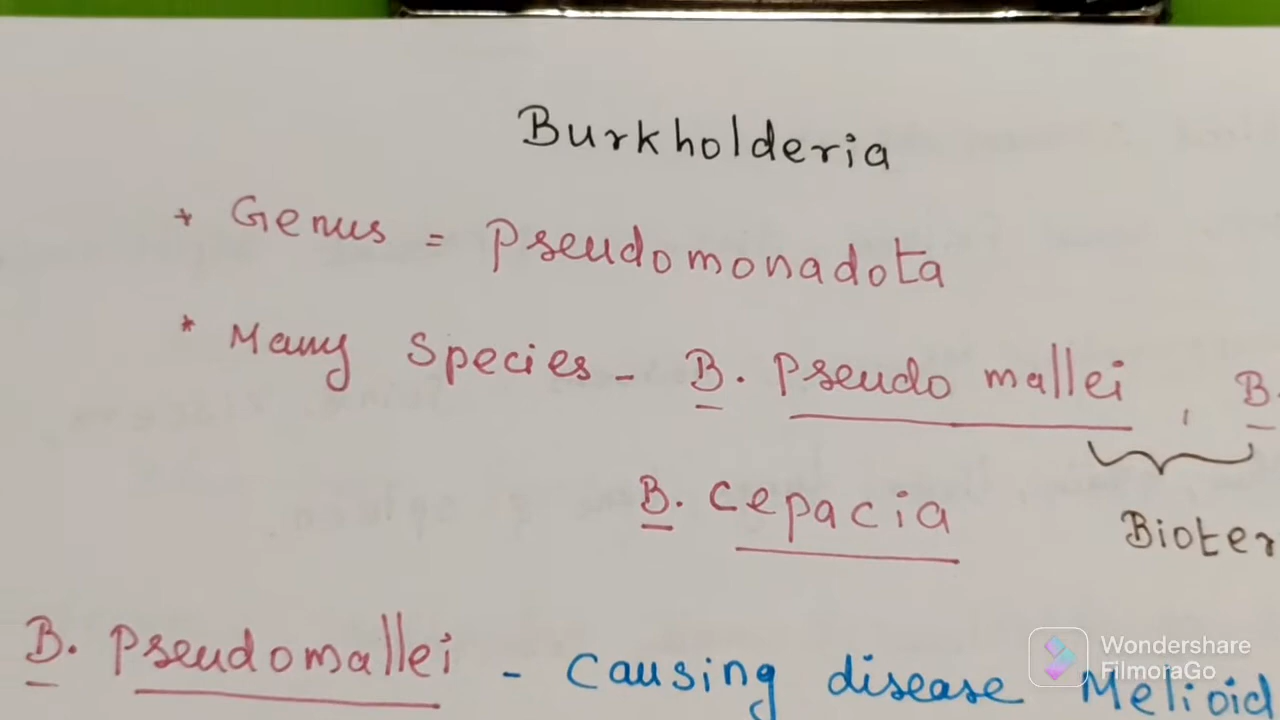 Burkholderia
+ Genus = Pseudomonadota
* Many Species - B. Pseudo mallei, B.
B. cepacia
Bioter
B. Pseudomallei - Causing disease Melioid
Wondershare
FilmoraGo